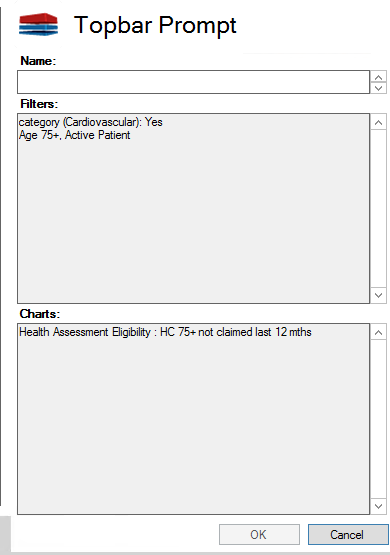 Topbar Prompt
Name:
Filters:
category (Cardiovascular): Yes
Age 75+, Active Patient
Charts:
Health Assessment Eligibility : HC 75+ not claimed last 12 mths
OK
Cancel